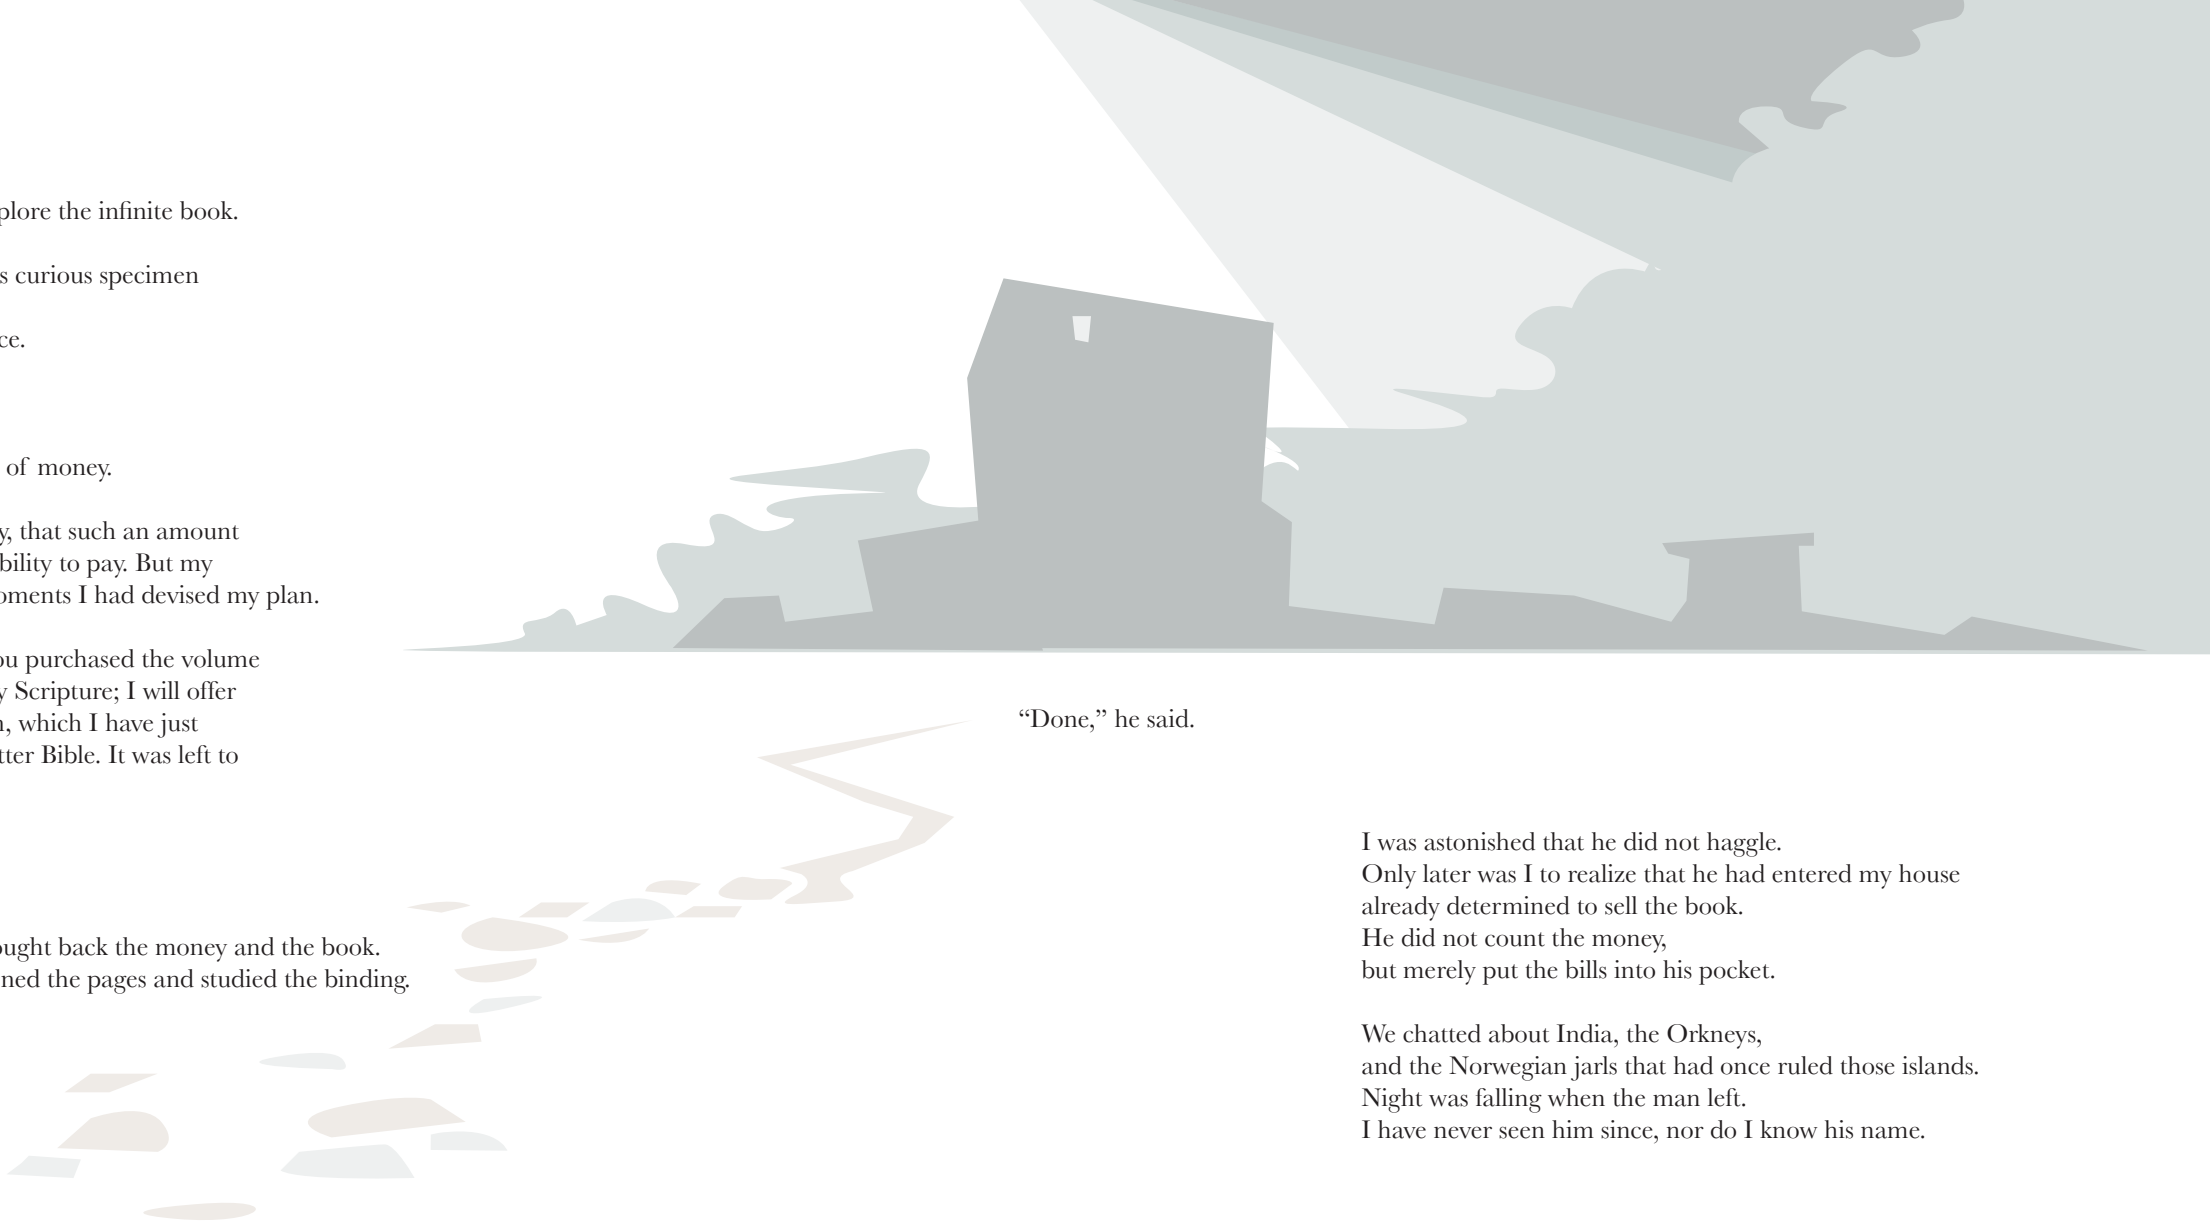 plore the infinite book.
s curious specimen
ce.
of money.
y, that such an amount
bility to pay. But my
oments I had devised my plan.
ou purchased the volume
y Scripture; I will offer
n, which I have just
tter Bible. It was left to
ought back the money and the book.
ned the pages and studied the binding.
“Done,” he said.
I was astonished that he did not haggle.
Only later was I to realize that he had entered my house
already determined to sell the book.
He did not count the money,
but merely put the bills into his pocket.
We chatted about India, the Orkneys,
and the Norwegian jarls that had once ruled those islands.
Night was falling when the man left.
I have never seen him since, nor do I know his name.